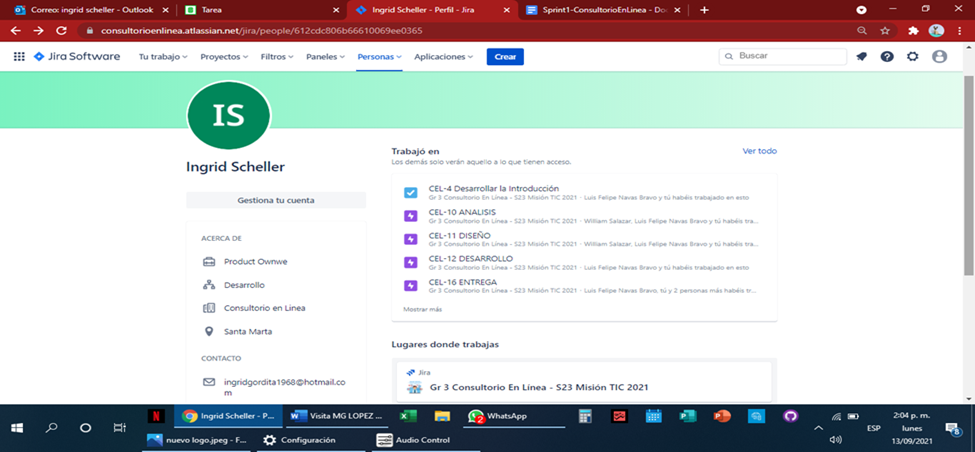 Correo: ingrid scheller - Outlook
Tarea
Ingrid Scheller - Perfil - Jira
Sprint1-ConsultorioEnLinea - Do
consultorioenlinea.atlassian.net/jira/people/612cdc806b66610069ee0365
Jira Software Tu trabajo Proyectos Filtros Paneles Personas Aplicaciones Crear Buscar
IS
Ingrid Scheller
Gestiona tu cuenta
ACERCA DE
Product Ownwe
Desarrollo
Consultorio en Linea
Santa Marta
CONTACTO
ingridgordita1968@hotmail.co
m
Trabajó en Ver todo
Los demás solo verán aquello a lo que tienen acceso.
CEL-4 Desarrollar la Introducción
Gr 3 Consultorio En Línea - S23 Misión TIC 2021 · Luis Felipe Navas Bravo y tú habéis trabajado en esto
CEL-10 ANALISIS
Gr 3 Consultorio En Línea - S23 Misión TIC 2021 · William Salazar, Luis Felipe Navas Bravo y tú habéis tra...
CEL-11 DISEÑO
Gr 3 Consultorio En Línea - S23 Misión TIC 2021 · William Salazar, Luis Felipe Navas Bravo y tú habéis tra...
CEL-12 DESARROLLO
Gr 3 Consultorio En Línea - S23 Misión TIC 2021 · Luis Felipe Navas Bravo y tú habéis trabajado en esto
CEL-16 ENTREGA
Gr 3 Consultorio En Línea - S23 Misión TIC 2021 · Luis Felipe Navas Bravo, tú y 2 personas más habéis tr...
Mostrar más
Lugares donde trabajas
Jira
Gr 3 Consultorio En Línea - S23 Misión TIC 2021
Ingrid Scheller - P... Visita MG LOPEZ ... WhatsApp
nuevo logo.jpeg - F... Configuración Audio Control
ESP
2:04 p. m.
lunes
13/09/2021